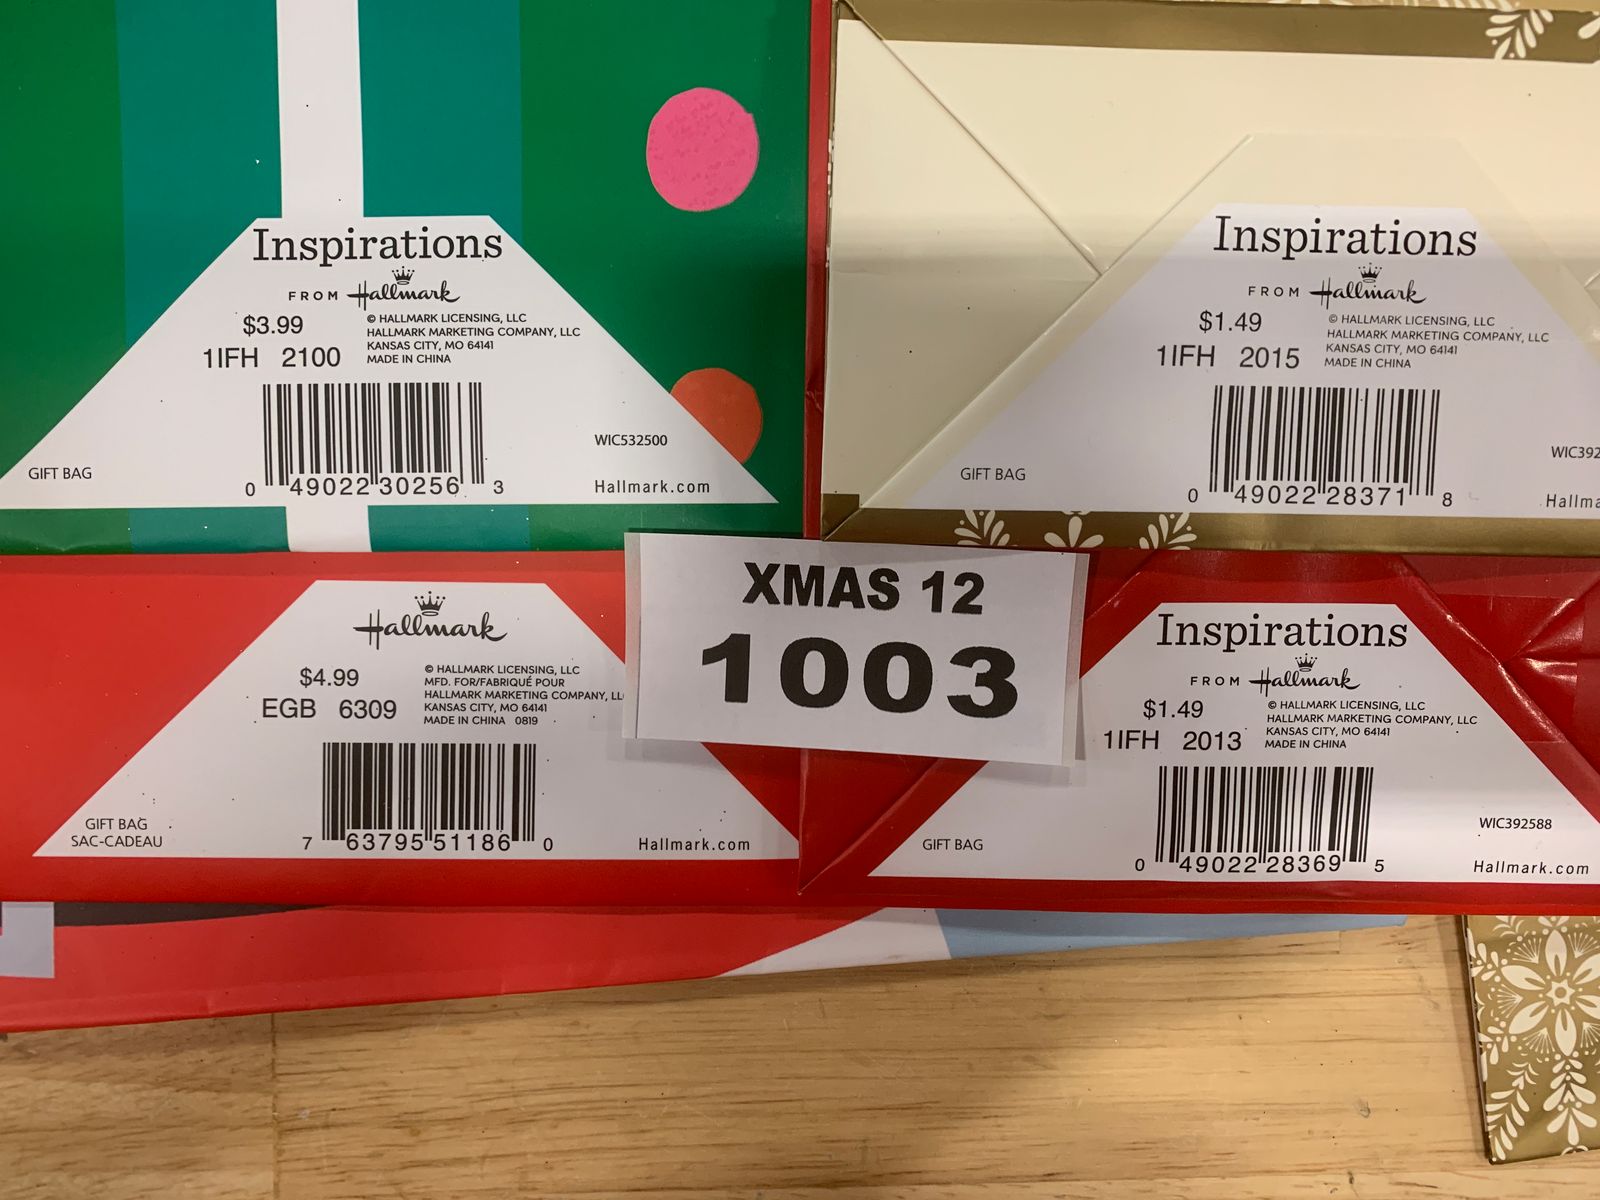 Inspirations
FROM Hallmark
$3.99
1IFH 2100
© HALLMARK LICENSING, LLC
HALLMARK MARKETING COMPANY, LLC
KANSAS CITY, MO 64141
MADE IN CHINA
WIC532500
GIFT BAG
0 49022 30256 3
Hallmark.com
Inspirations
FROM Hallmark
$1.49
1IFH 2015
© HALLMARK LICENSING, LLC
HALLMARK MARKETING COMPANY, LLC
KANSAS CITY, MO 64141
MADE IN CHINA
WIC392
GIFT BAG
0 49022 28371 8
Hallma
Hallmark
$4.99
EGB 6309
© HALLMARK LICENSING, LLC
MFD. FOR/FABRIQUÉ POUR
HALLMARK MARKETING COMPANY, LL
KANSAS CITY, MO 64141
MADE IN CHINA 0819
GIFT BAG
SAC-CADEAU
7 63795 51186 0
Hallmark.com
XMAS 12
1003
Inspirations
FROM Hallmark
$1.49
1IFH 2013
© HALLMARK LICENSING, LLC
HALLMARK MARKETING COMPANY, LLC
KANSAS CITY, MO 64141
MADE IN CHINA
WIC392588
GIFT BAG
0 49022 28369 5
Hallmark.com